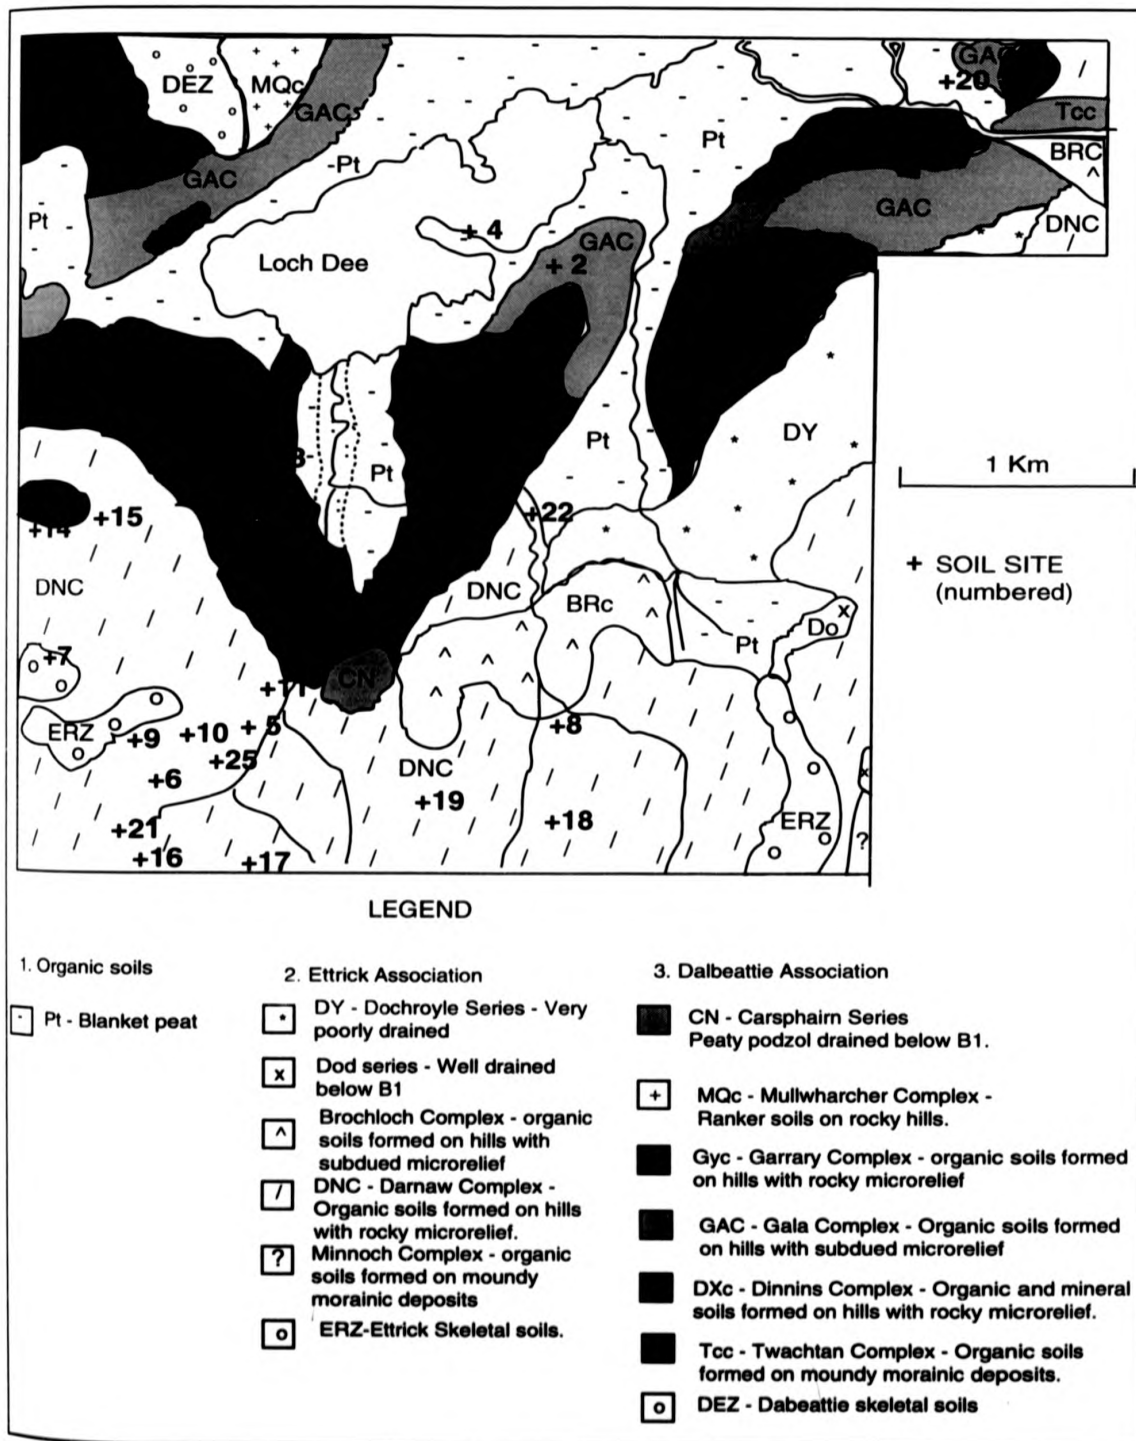 DEZ
MQc
GAC
GA
+20
Tcc
Pt
Pt
BRC
GAC
Pt
GAC
DNC
+ 4
GAC
Loch Dee
+ 2
DY
Pt
Pt
1 Km
+14
+15
+22
+ SOIL SITE
(numbered)
DNC
DNC
BRc
Do
x
Pt
+7
CN
+11
ERZ
+9
+10
+ 5
+8
+25
DNC
+6
+19
+21
+18
ERZ
?
+16
+17
LEGEND
1. Organic soils
Pt - Blanket peat
2. Ettrick Association
* DY - Dochroyle Series - Very
poorly drained
x Dod series - Well drained
below B1
^ Brochloch Complex - organic
soils formed on hills with
subdued microrelief
/ DNC - Darnaw Complex -
Organic soils formed on hills
with rocky microrelief.
? Minnoch Complex - organic
soils formed on moundy
morainic deposits
o ERZ-Ettrick Skeletal soils.
3. Dalbeattie Association
CN - Carsphairn Series
Peaty podzol drained below B1.
+ MQc - Mullwharcher Complex -
Ranker soils on rocky hills.
Gyc - Garrary Complex - organic soils formed
on hills with rocky microrelief
GAC - Gala Complex - Organic soils formed
on hills with subdued microrelief
DXc - Dinnins Complex - Organic and mineral
soils formed on hills with rocky microrelief.
Tcc - Twachtan Complex - Organic soils
formed on moundy morainic deposits.
o DEZ - Dabeattie skeletal soils